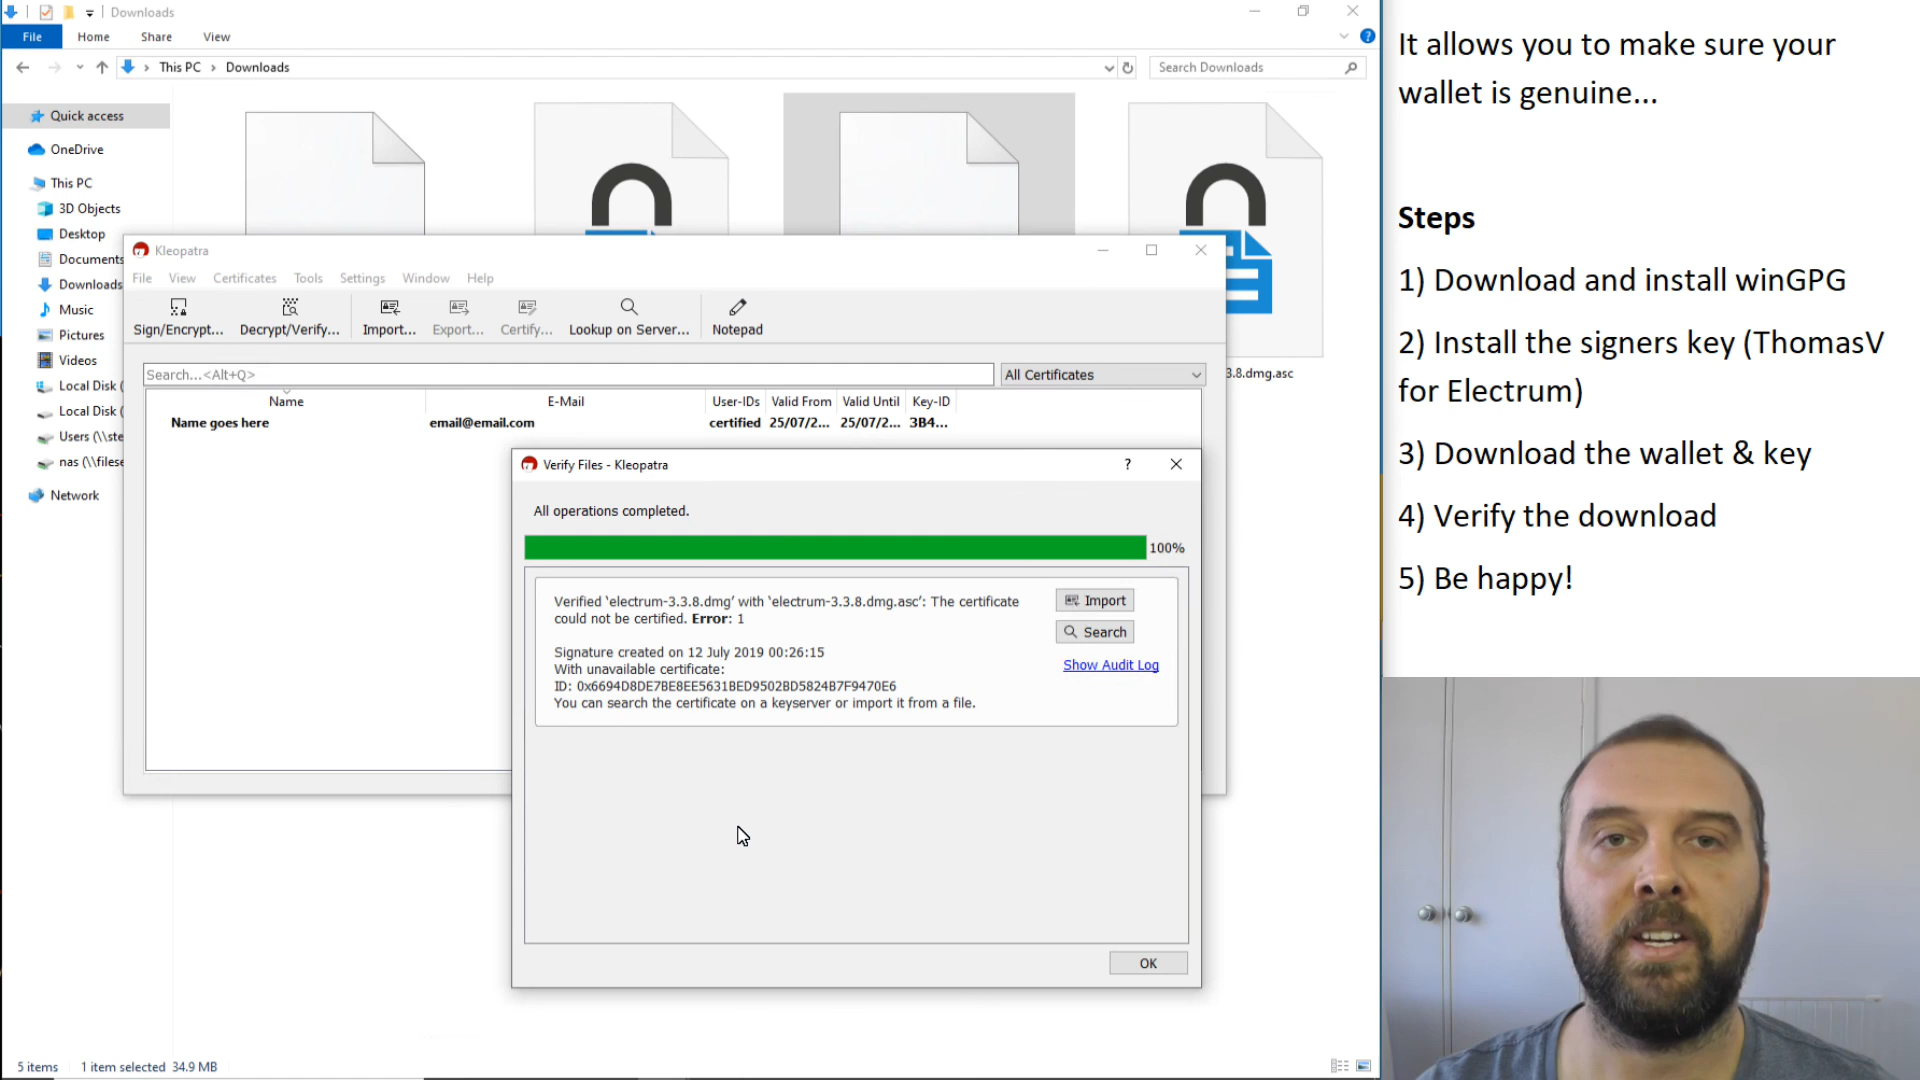 Downloads
File
Home
Share
View
This PC
Downloads
Search Downloads
Quick access
OneDrive
This PC
3D Objects
Desktop
Documents
Downloads
Music
Pictures
Videos
Local Disk (
Local Disk (
Users (\\ste
nas (\\filese
Network
3.8.dmg.asc
Kleopatra
File
View
Certificates
Tools
Settings
Window
Help
Sign/Encrypt...
Decrypt/Verify...
Import...
Export...
Certify...
Lookup on Server...
Notepad
Search...<Alt+Q>
All Certificates
Name
E-Mail
User-IDs
Valid From
Valid Until
Key-ID
Name goes here
email@email.com
certified
25/07/2...
25/07/2...
3B4...
Verify Files - Kleopatra
?
All operations completed.
100%
Verified ‘electrum-3.3.8.dmg’ with ‘electrum-3.3.8.dmg.asc’: The certificate
could not be certified. Error: 1
Signature created on 12 July 2019 00:26:15
With unavailable certificate:
ID: 0x6694D8DE7BE8EE5631BED9502BD5824B7F9470E6
You can search the certificate on a keyserver or import it from a file.
Import
Search
Show Audit Log
OK
5 items
1 item selected 34.9 MB
It allows you to make sure your
wallet is genuine...
Steps
1) Download and install winGPG
2) Install the signers key (ThomasV
for Electrum)
3) Download the wallet & key
4) Verify the download
5) Be happy!